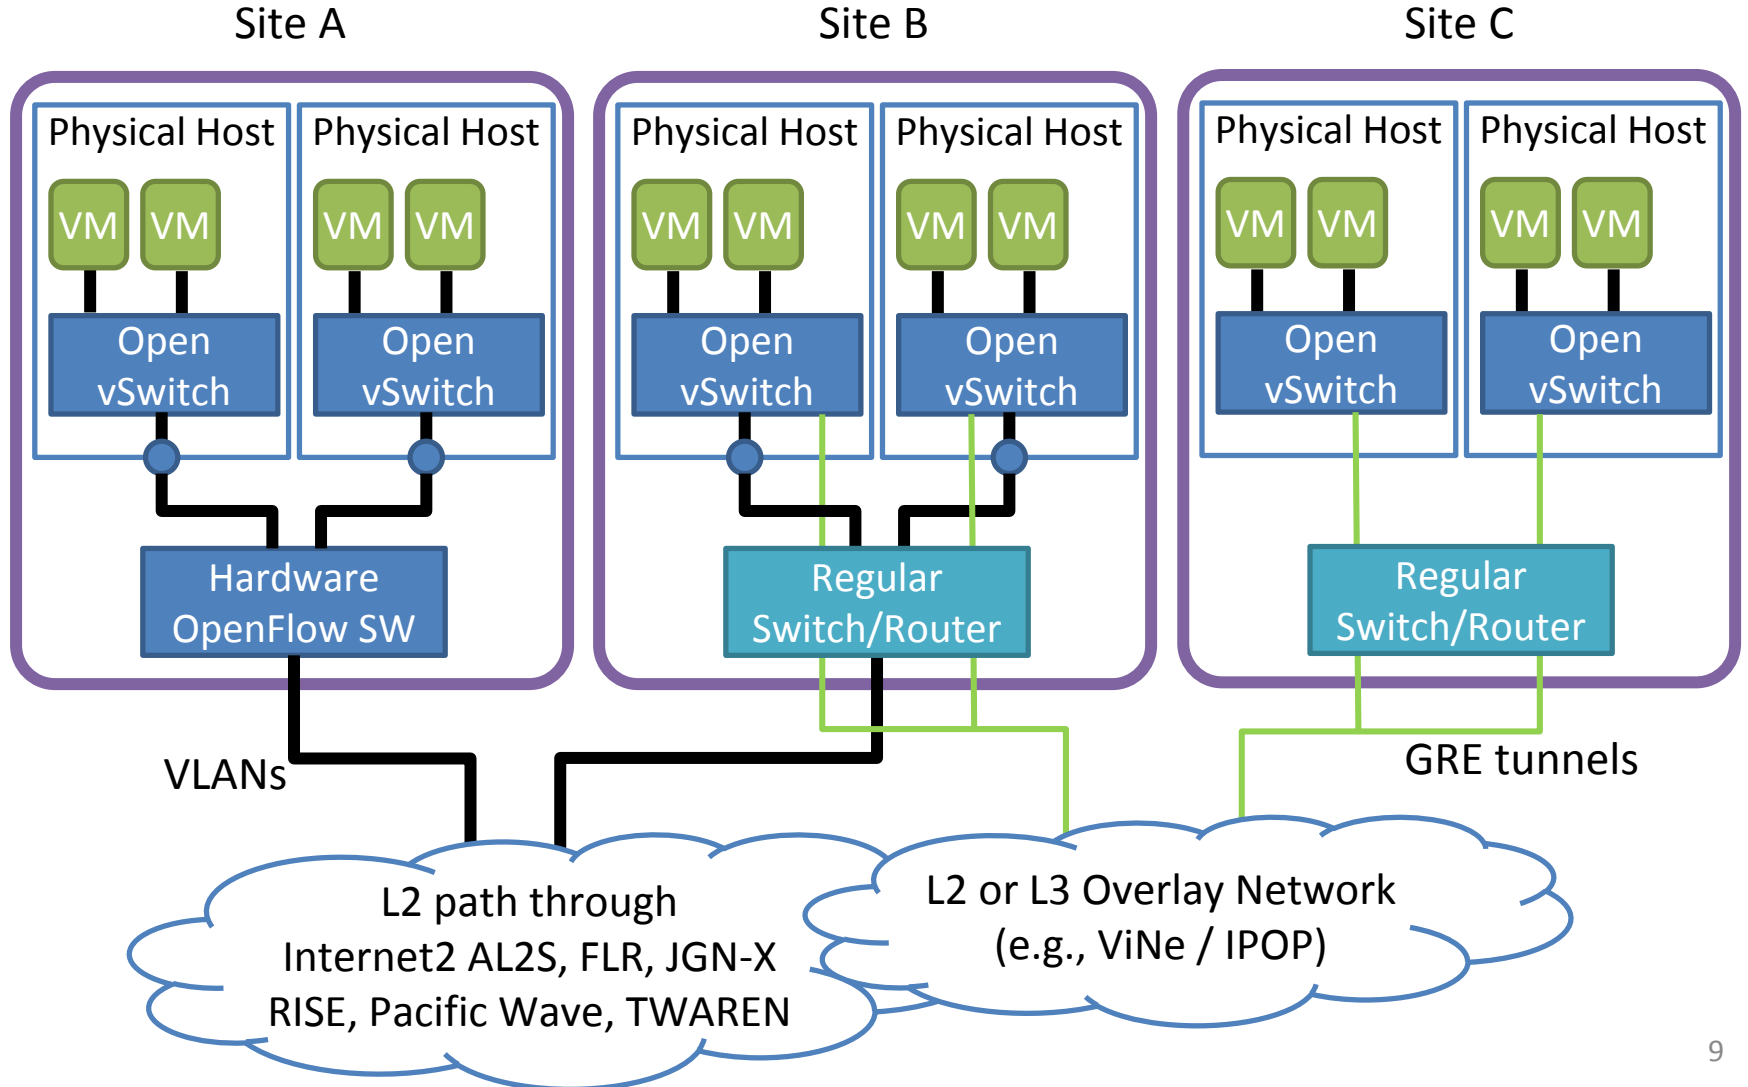 Site A
Site B
Site C
Physical Host
Physical Host
Physical Host
Physical Host
Physical Host
Physical Host
VM
VM
VM
VM
VM
VM
VM
VM
VM
VM
VM
VM
Open
vSwitch
Open
vSwitch
Open
vSwitch
Open
vSwitch
Open
vSwitch
Open
vSwitch
Hardware
OpenFlow SW
Regular
Switch/Router
Regular
Switch/Router
VLANs
GRE tunnels
L2 path through
Internet2 AL2S, FLR, JGN-X
RISE, Pacific Wave, TWAREN
L2 or L3 Overlay Network
(e.g., ViNe / IPOP)
9